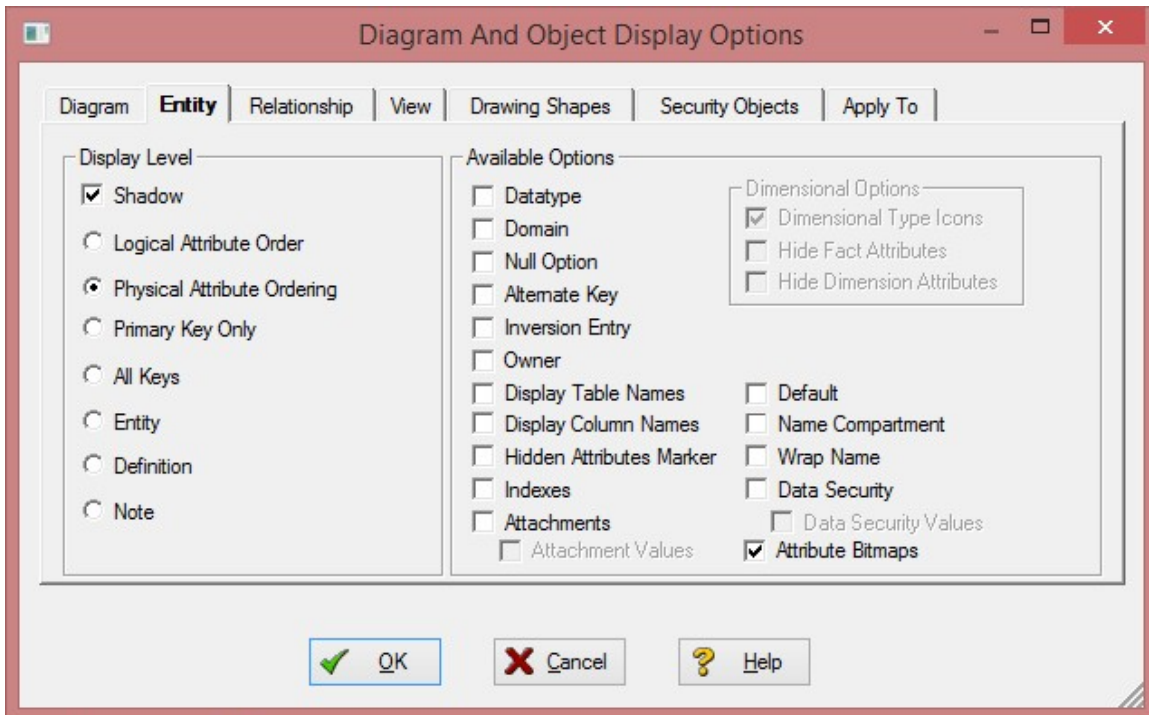 Diagram And Object Display Options
Diagram Entity Relationship View Drawing Shapes Security Objects Apply To
Display Level
Shadow
Logical Attribute Order
Physical Attribute Ordering
Primary Key Only
All Keys
Entity
Definition
Note
Available Options
Datatype
Domain
Null Option
Alternate Key
Inversion Entry
Owner
Display Table Names
Display Column Names
Hidden Attributes Marker
Indexes
Attachments
Attachment Values
Dimensional Options
Dimensional Type Icons
Hide Fact Attributes
Hide Dimension Attributes
Default
Name Compartment
Wrap Name
Data Security
Data Security Values
Attribute Bitmaps
OK Cancel Help